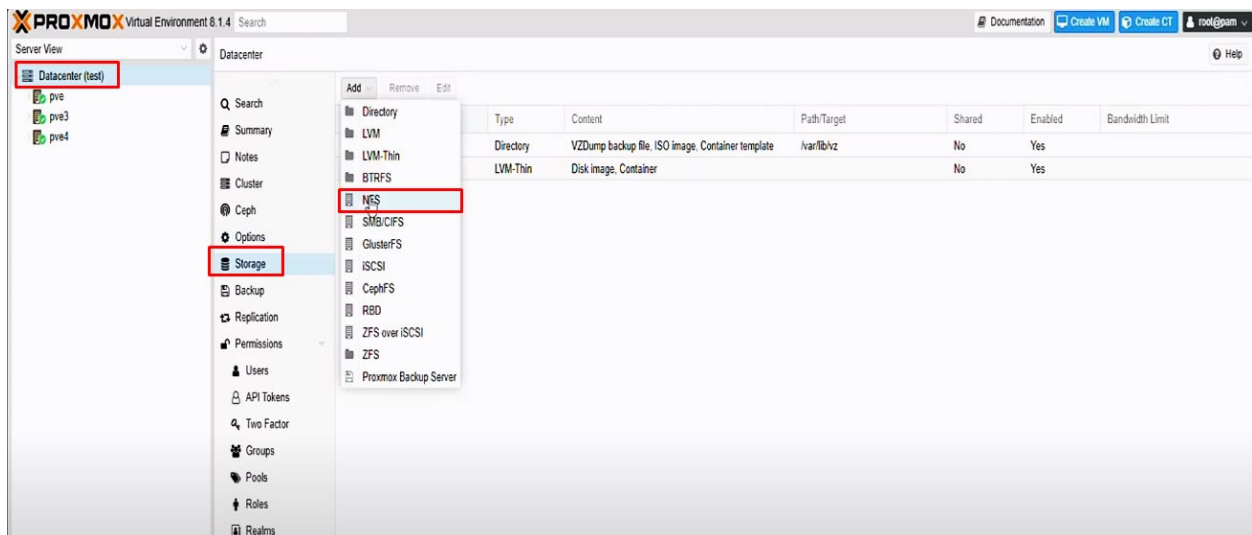 PROXMOX Virtual Environment 8.1.4 Search Documentation Create VM Create CT root@pam
Server View
Datacenter (test)
pve
pve3
pve4
Datacenter Help
Search
Summary
Notes
Cluster
Ceph
Options
Storage
Backup
Replication
Permissions
Users
API Tokens
Two Factor
Groups
Pools
Roles
Realms
Add Remove Edit
Directory
LVM
LVM-Thin
BTRFS
NFS
SMB/CIFS
GlusterFS
iSCSI
CephFS
RBD
ZFS over iSCSI
ZFS
Proxmox Backup Server
Type Content Path/Target Shared Enabled Bandwidth Limit
Directory VZDump backup file, ISO image, Container template /var/lib/vz No Yes
LVM-Thin Disk image, Container No Yes